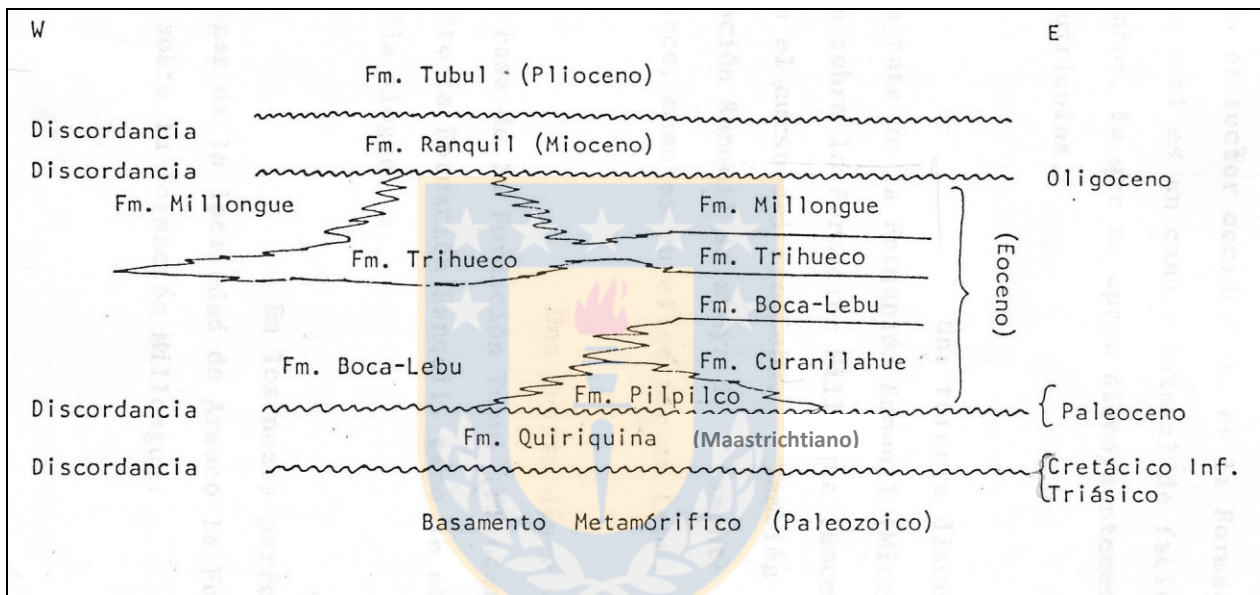 W
E
Fm. Tubul (Plioceno)
Discordancia
Fm. Ranquil (Mioceno)
Discordancia
Oligoceno
Fm. Millongue
Fm. Millongue
Fm. Trihueco
Fm. Trihueco
(Eoceno)
Fm. Boca-Lebu
Fm. Boca-Lebu
Fm. Curanilahue
Fm. Pilpilco
Discordancia
Paleoceno
Fm. Quiriquina (Maastrichtiano)
Discordancia
Cretácico Inf.
Triásico
Basamento Metamórifico (Paleozoico)